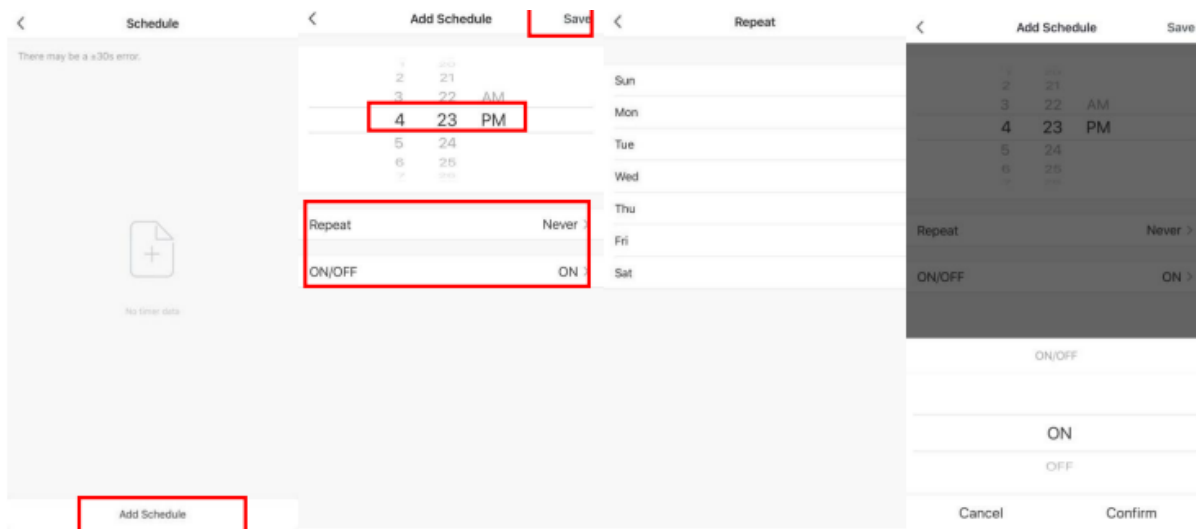 Schedule
There may be a ±30s error.
No timer data
Add Schedule
Add Schedule
Save
1 20
2 21
3 22 AM
4 23 PM
5 24
6 25
Repeat
Never
ON/OFF
ON
Repeat
Sun
Mon
Tue
Wed
Thu
Fri
Sat
Add Schedule
Save
2 21
3 22 AM
4 23 PM
5 24
6 25
Repeat
Never
ON/OFF
ON
ON/OFF
ON
OFF
Cancel
Confirm